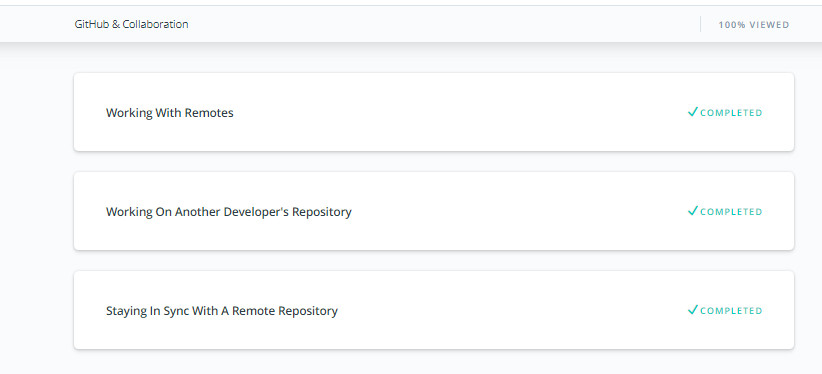 GitHub & Collaboration
100% VIEWED
Working With Remotes
COMPLETED
Working On Another Developer's Repository
COMPLETED
Staying In Sync With A Remote Repository
COMPLETED